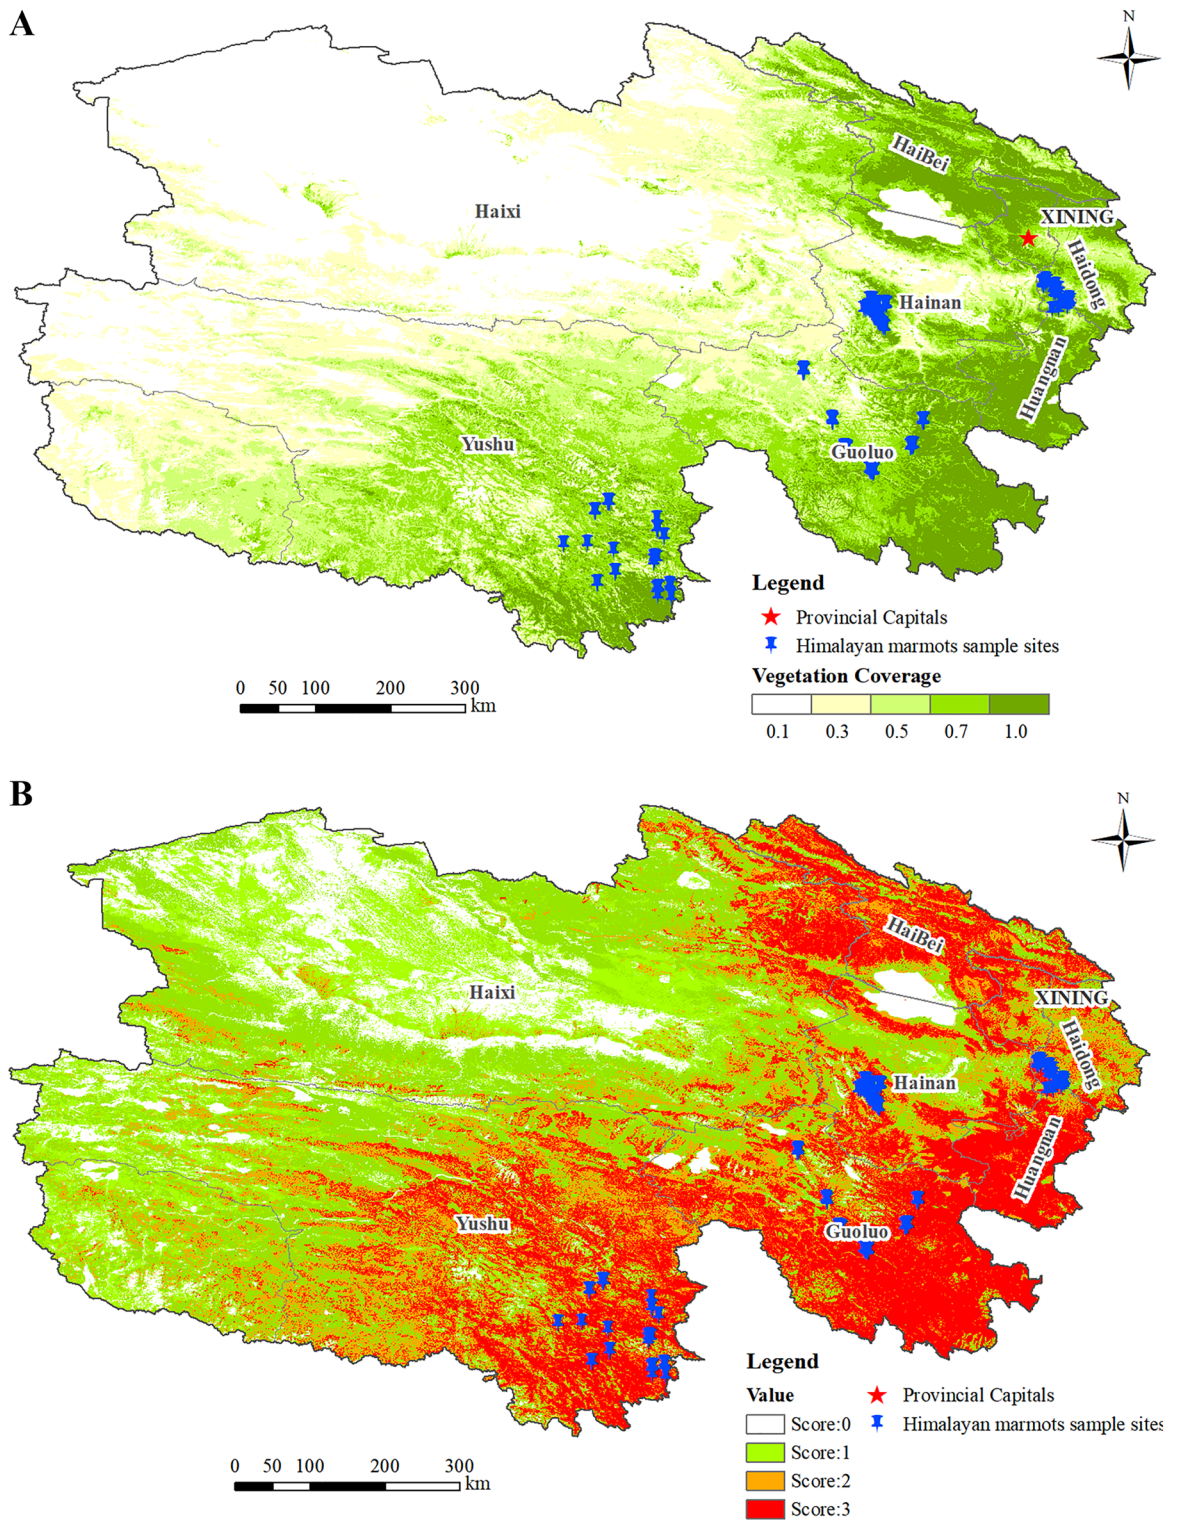 A
N
HaiBei
Haixi
XINING
Haidong
Hainan
Huangnan
Yushu
Guoluo
Legend
Provincial Capitals
Himalayan marmots sample sites
Vegetation Coverage
0.1 0.3 0.5 0.7 1.0
0 50 100 200 300
km
B
N
HaiBei
Haixi
XINING
Haidong
Hainan
Huangnan
Yushu
Guoluo
Legend
Value
Provincial Capitals
Score:0
Himalayan marmots sample sites
Score:1
Score:2
Score:3
0 50 100 200 300
km